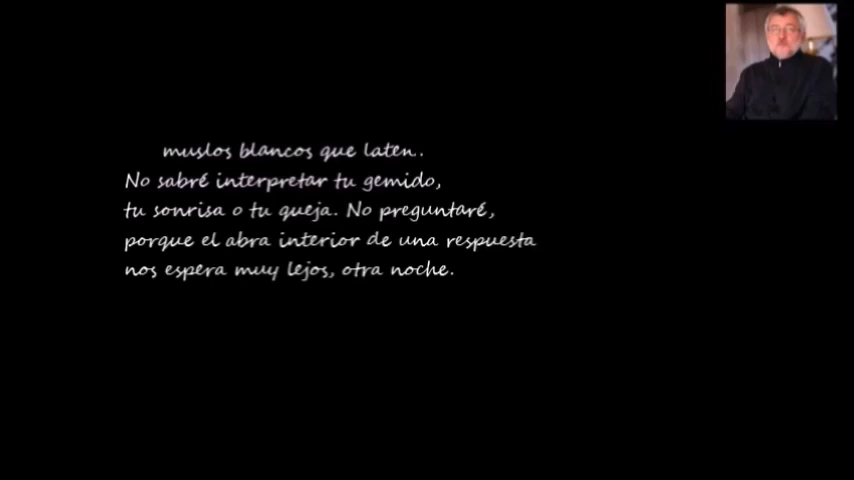 muslos blancos que laten.
No sabré interpretar tu gemido,
tu sonrisa o tu queja. No preguntaré,
porque el abra interior de una respuesta
nos espera muy lejos, otra noche.